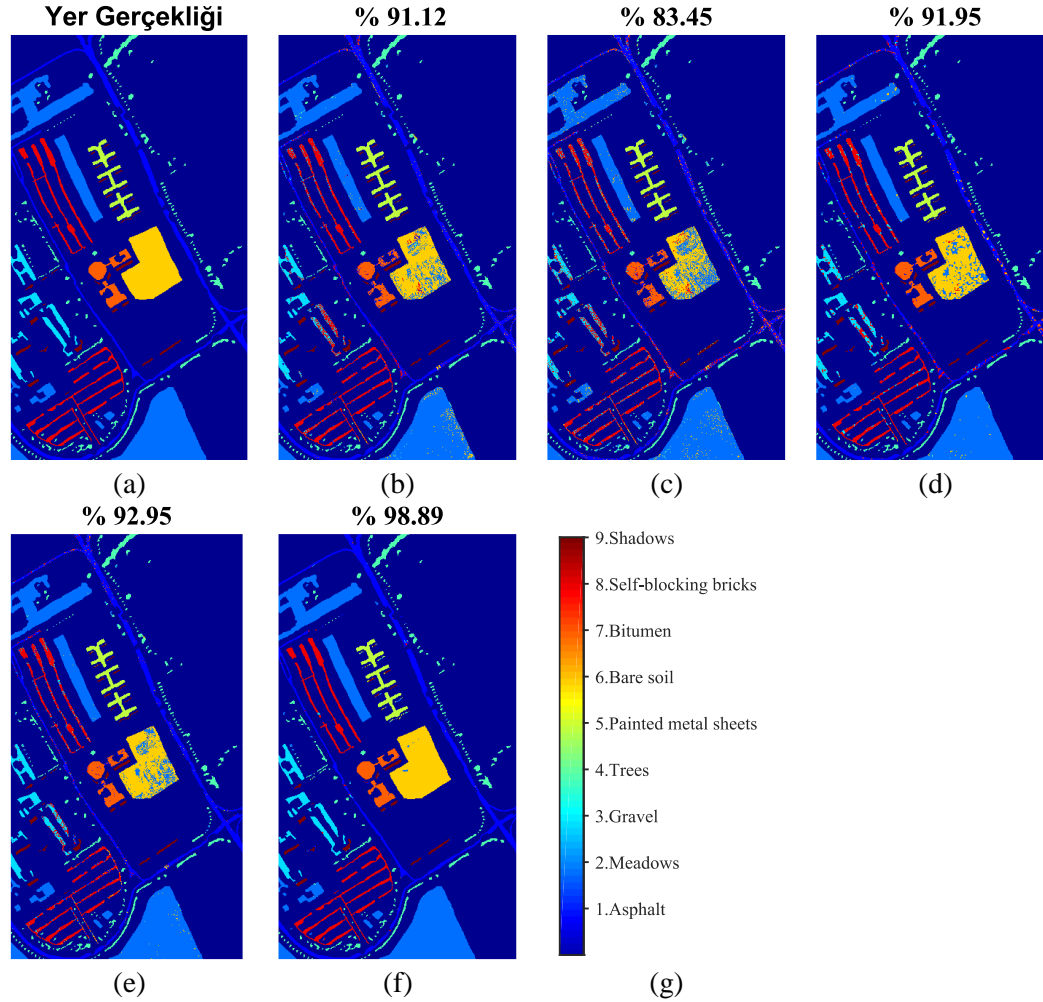 Yer Gerçekliği
% 91.12
% 83.45
% 91.95
(a)
(b)
(c)
(d)
% 92.95
% 98.89
9.Shadows
8.Self-blocking bricks
7.Bitumen
6.Bare soil
5.Painted metal sheets
4.Trees
3.Gravel
2.Meadows
1.Asphalt
(e)
(f)
(g)